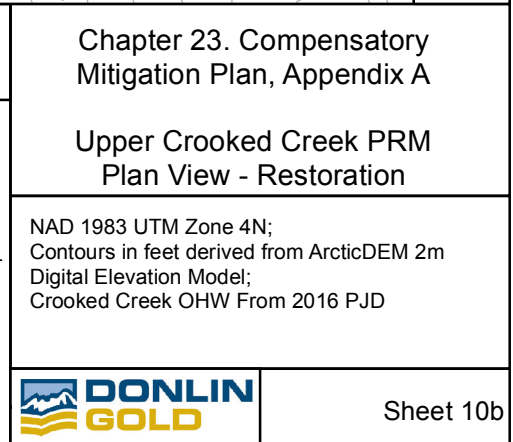 Chapter 23. Compensatory
Mitigation Plan, Appendix A
Upper Crooked Creek PRM
Plan View - Restoration
NAD 1983 UTM Zone 4N;
Contours in feet derived from ArcticDEM 2m
Digital Elevation Model;
Crooked Creek OHW From 2016 PJD
DONLIN
GOLD
Sheet 10b